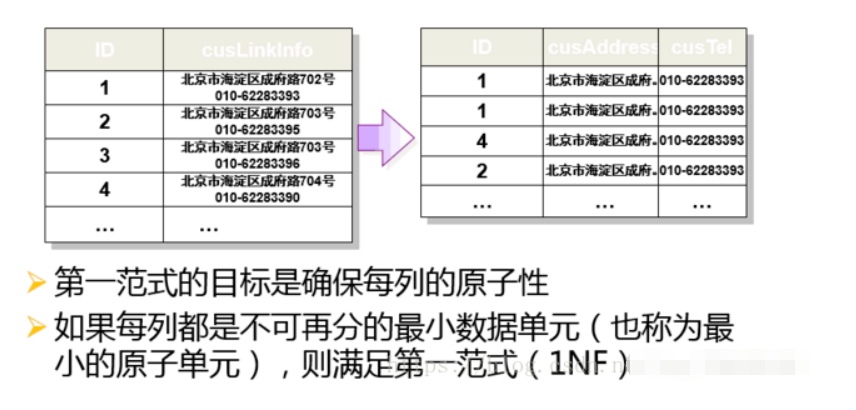 ID cusLinkInfo
1 北京市海淀区成府路702号
010-62283393
2 北京市海淀区成府路703号
010-62283395
3 北京市海淀区成府路703号
010-62283396
4 北京市海淀区成府路704号
010-62283390
... ...
ID cusAddress cusTel
1 北京市海淀区成府. 010-62283393
1 北京市海淀区成府. 010-62283393
4 北京市海淀区成府. 010-62283393
2 北京市海淀区成府. 010-62283393
... ... ...
第一范式的目标是确保每列的原子性
如果每列都是不可再分的最小数据单元（也称为最
小的原子单元），则满足第一范式（1NF）